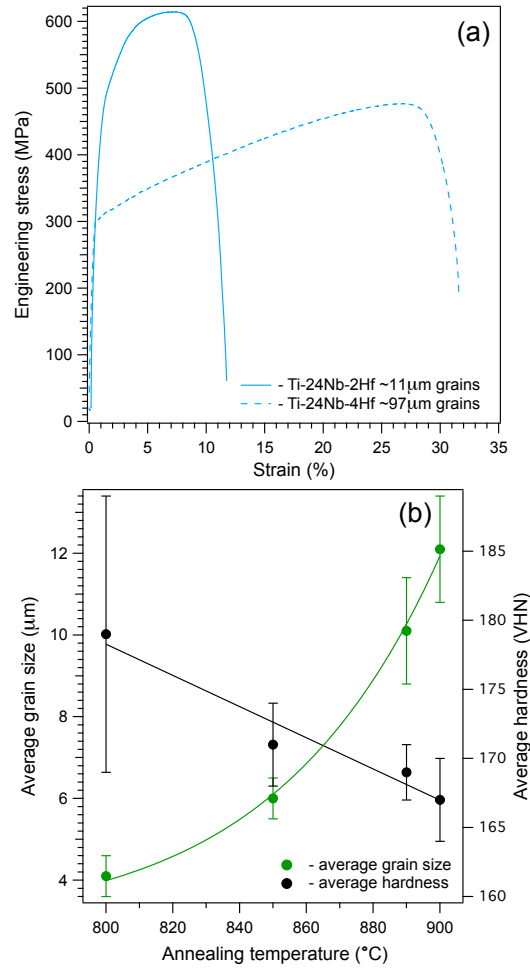 (a)
Engineering stress (MPa)
600
500
400
300
200
100
0
- Ti-24Nb-2Hf ~11μm grains
- Ti-24Nb-4Hf ~97μm grains
0 5 10 15 20 25 30 35
Strain (%)
(b)
Average grain size (μm)
12
10
8
6
4
Average hardness (VHN)
185
180
175
170
165
160
- average grain size
- average hardness
800 820 840 860 880 900
Annealing temperature (°C)